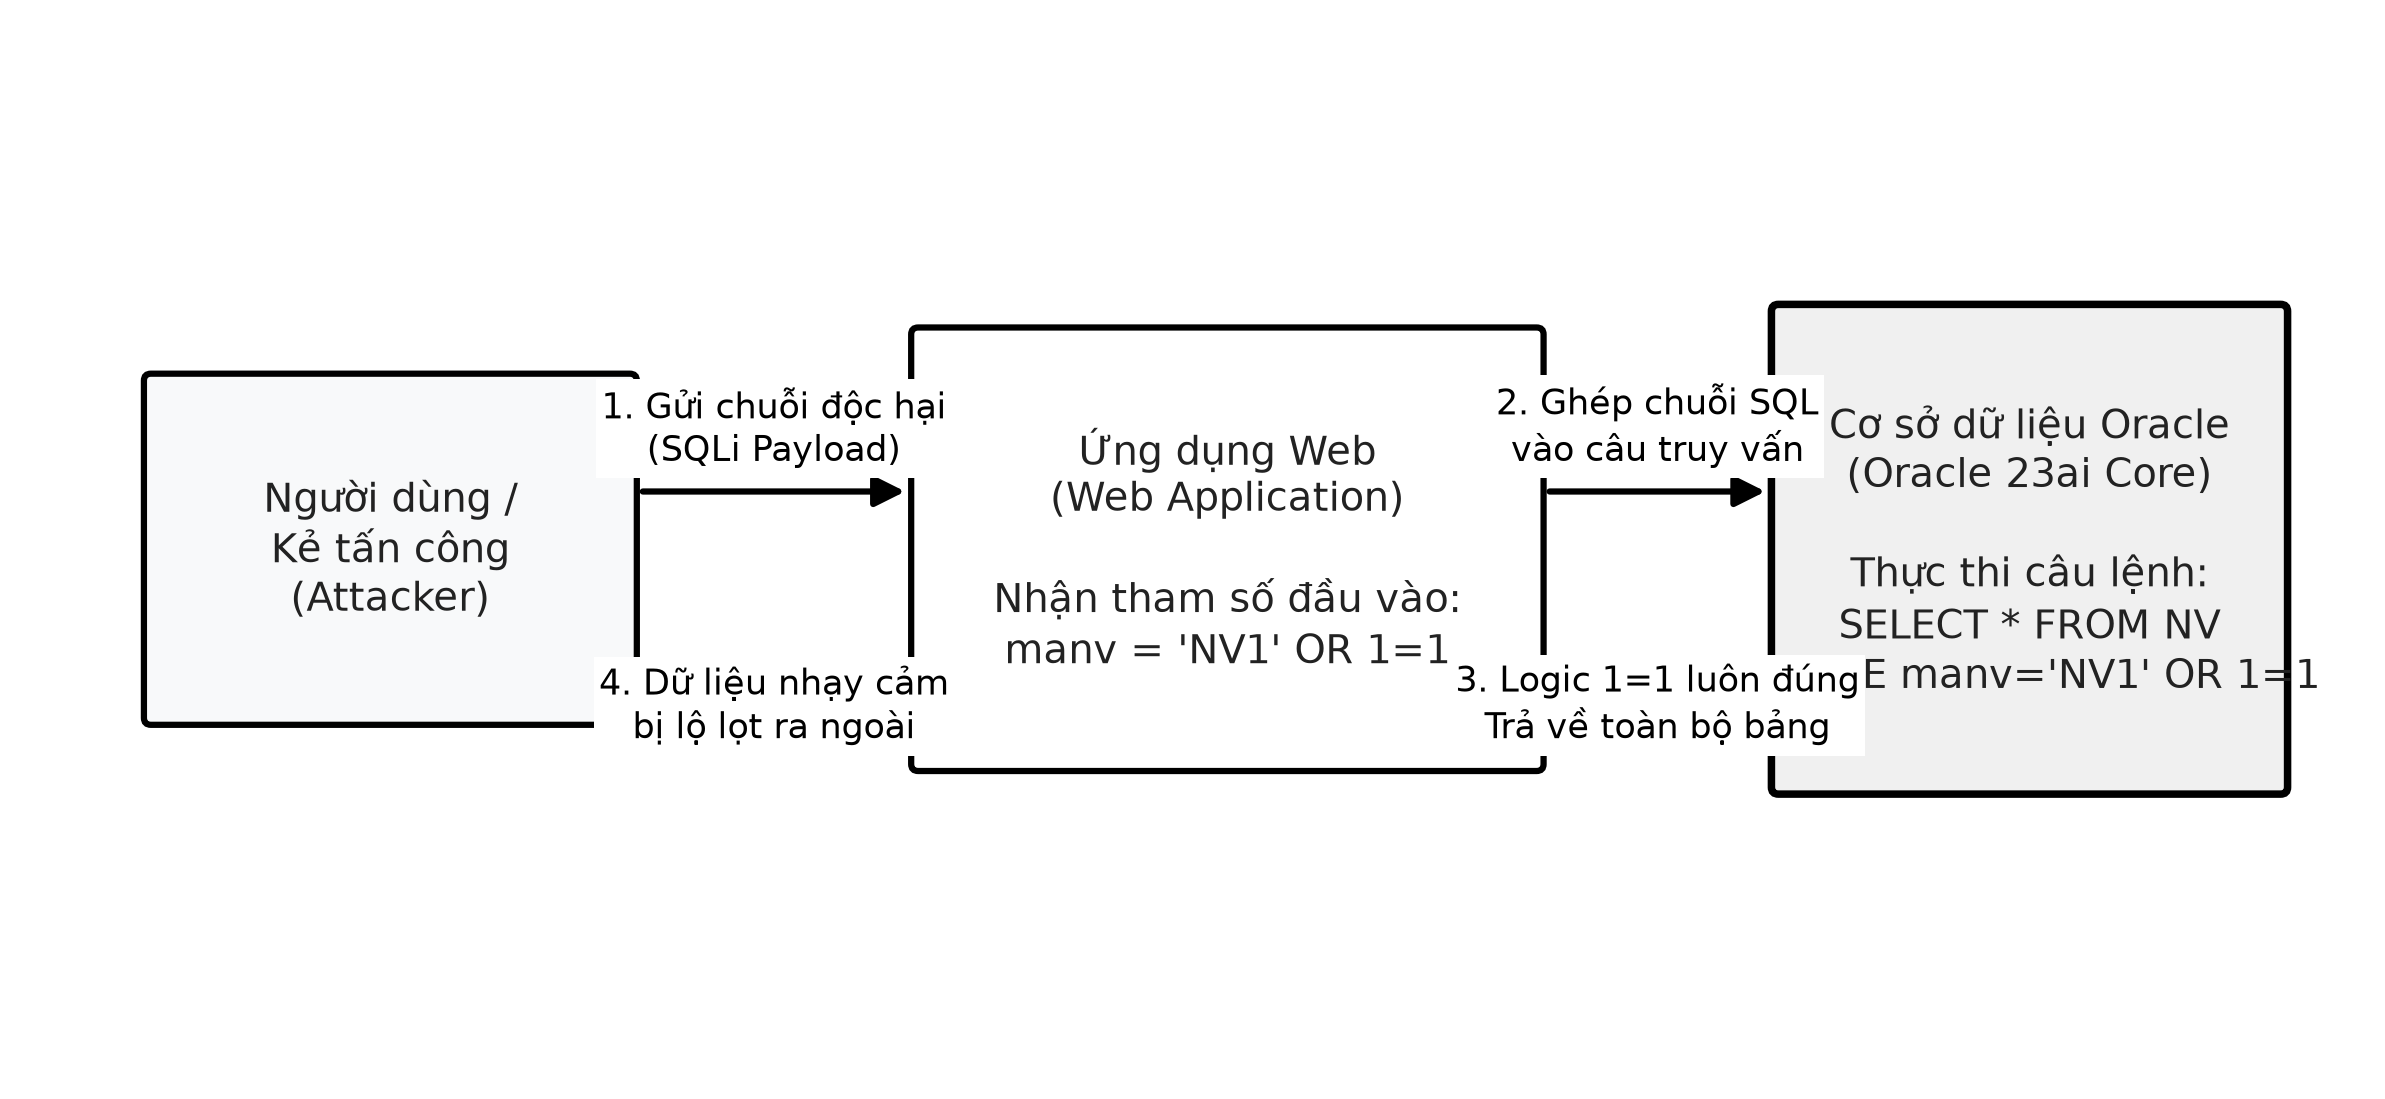 Người dùng /
Kẻ tấn công
(Attacker)
1. Gửi chuỗi độc hại
(SQLi Payload)
4. Dữ liệu nhạy cảm
bị lộ lọt ra ngoài
Ứng dụng Web
(Web Application)
Nhận tham số đầu vào:
manv = 'NV1' OR 1=1
2. Ghép chuỗi SQL
vào câu truy vấn
3. Logic 1=1 luôn đúng
Trả về toàn bộ bảng
Cơ sở dữ liệu Oracle
(Oracle 23ai Core)
Thực thi câu lệnh:
SELECT * FROM NV
E manv='NV1' OR 1=1